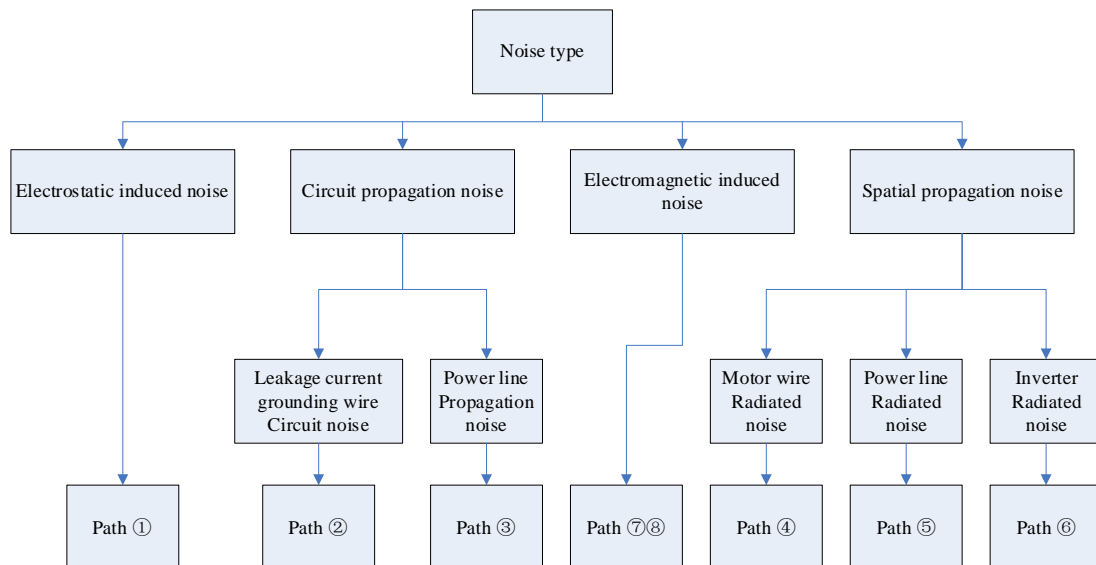 Noise type
Electrostatic induced noise
Circuit propagation noise
Electromagnetic induced
noise
Spatial propagation noise
Leakage current
grounding wire
Circuit noise
Power line
Propagation
noise
Motor wire
Radiated
noise
Power line
Radiated
noise
Inverter
Radiated
noise
Path ①
Path ②
Path ③
Path ⑦⑧
Path ④
Path ⑤
Path ⑥